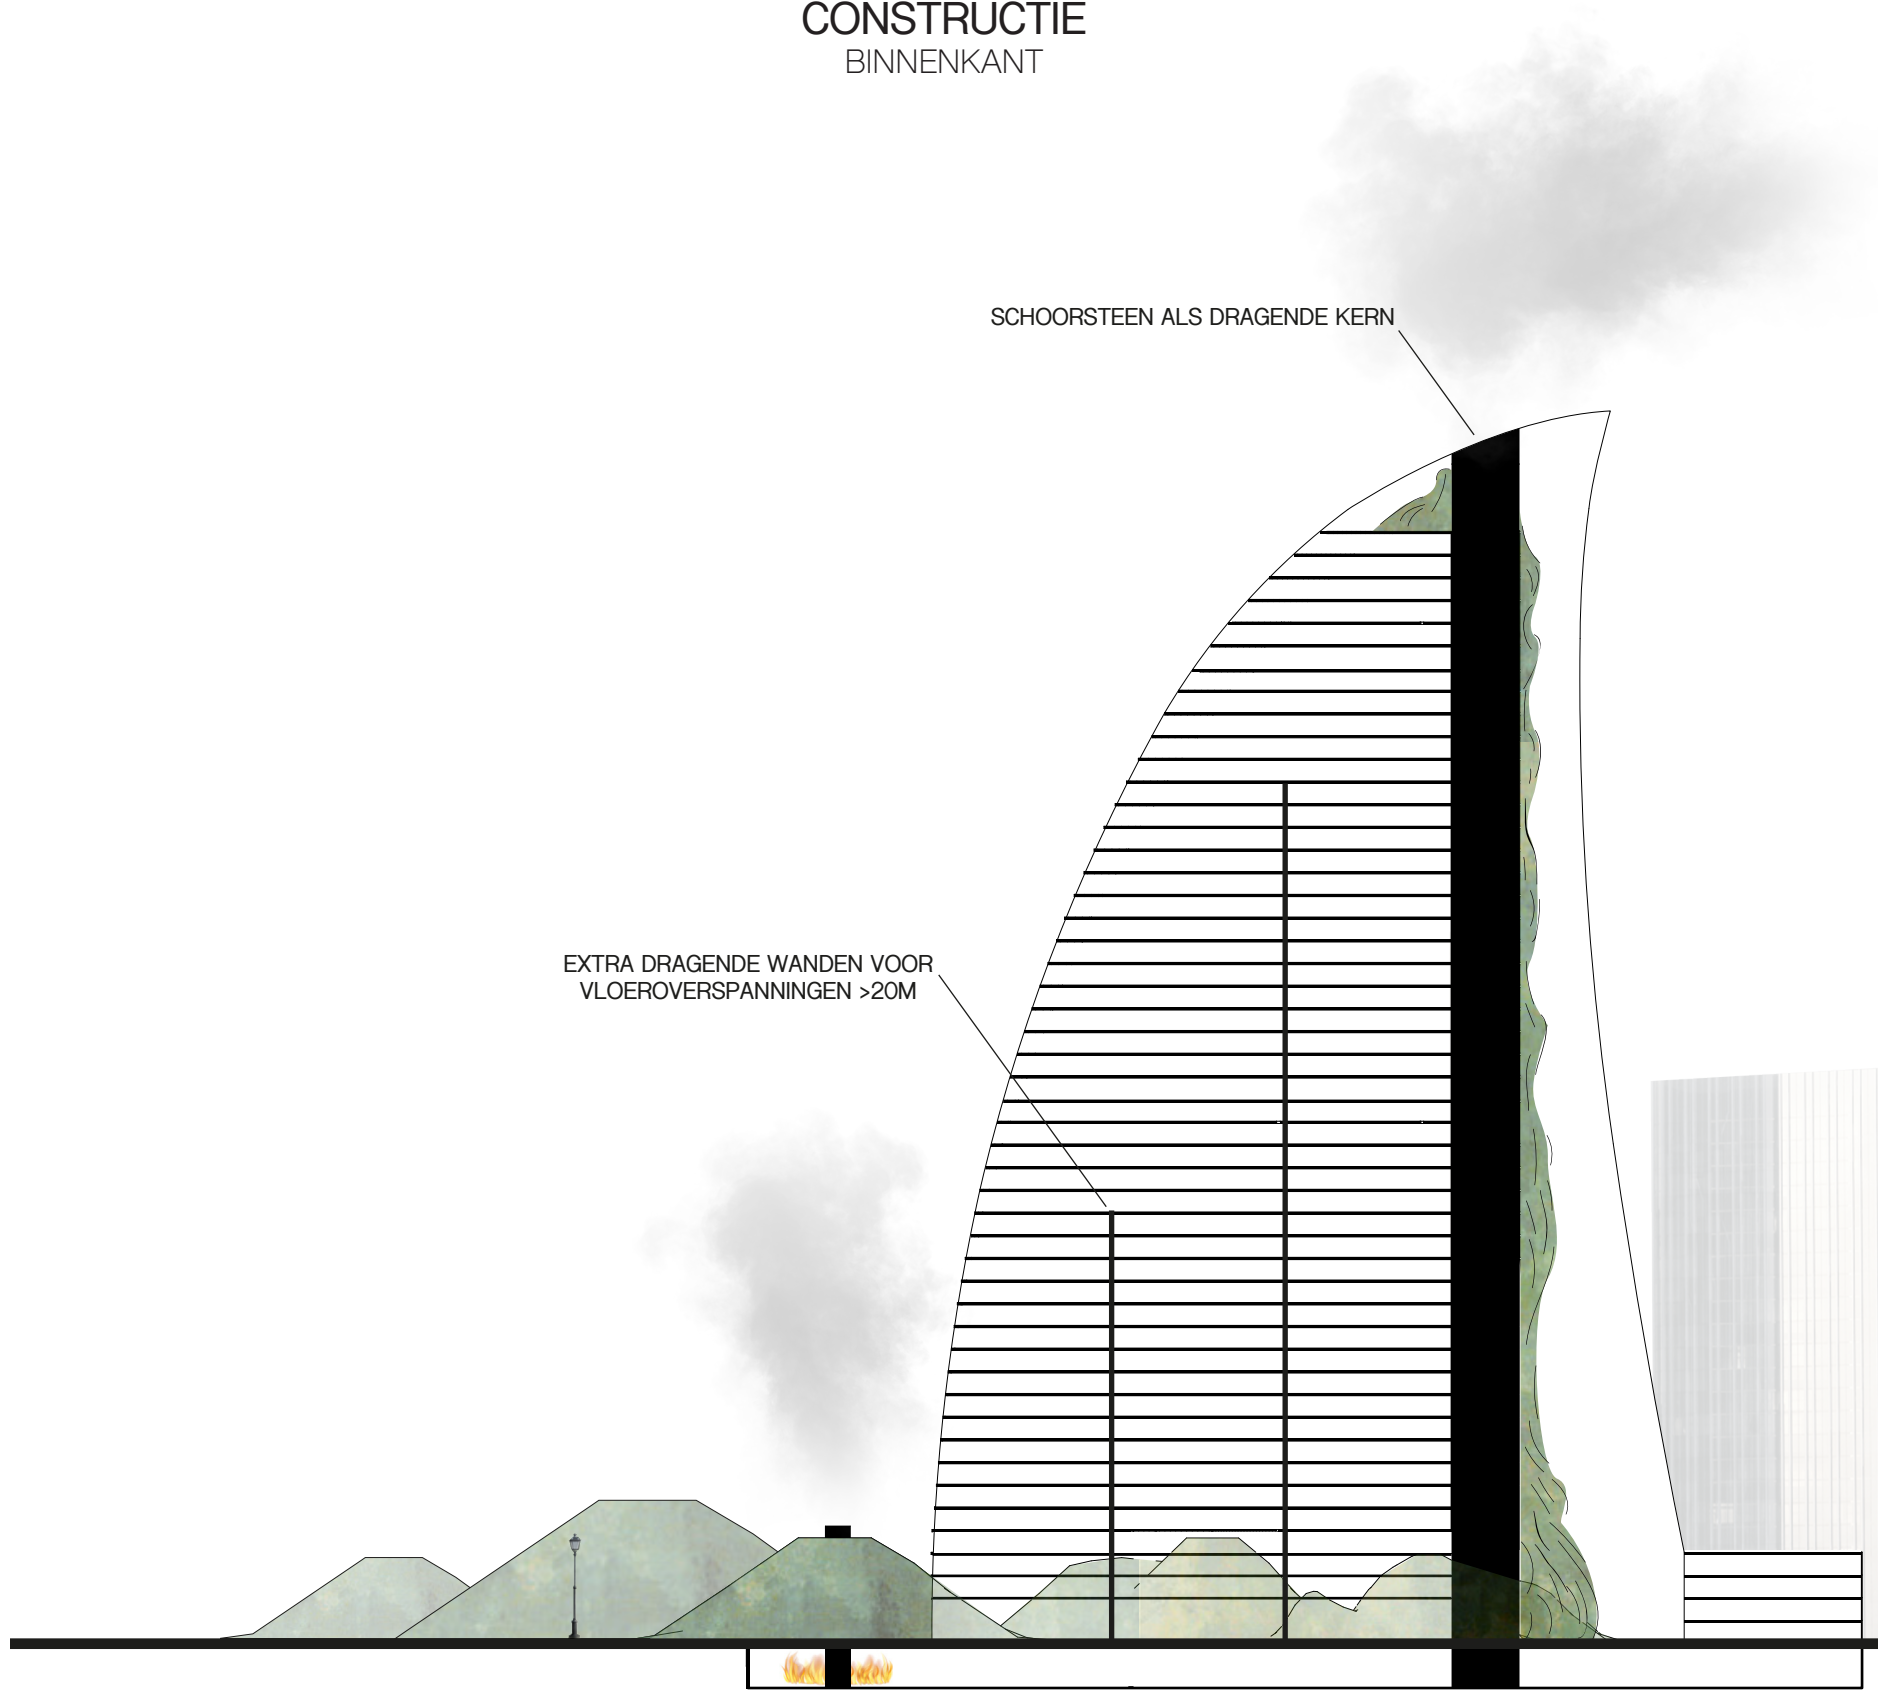 CONSTRUCTIE
BINNENKANT
SCHOORSTEEN ALS DRAGENDE KERN
EXTRA DRAGENDE WANDEN VOOR
VLOEROVERSPANNINGEN >20M